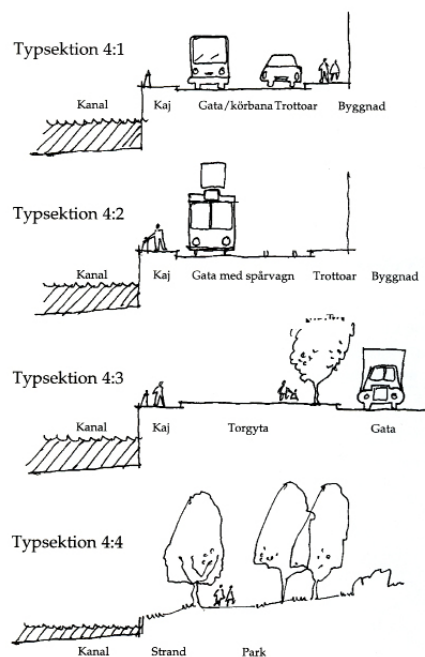 Typsektion 4:1
Kanal Kaj Gata/körbana Trottoar Byggnad
Typsektion 4:2
Kanal Kaj Gata med spårvagn Trottoar Byggnad
Typsektion 4:3
Kanal Kaj Torgyta Gata
Typsektion 4:4
Kanal Strand Park